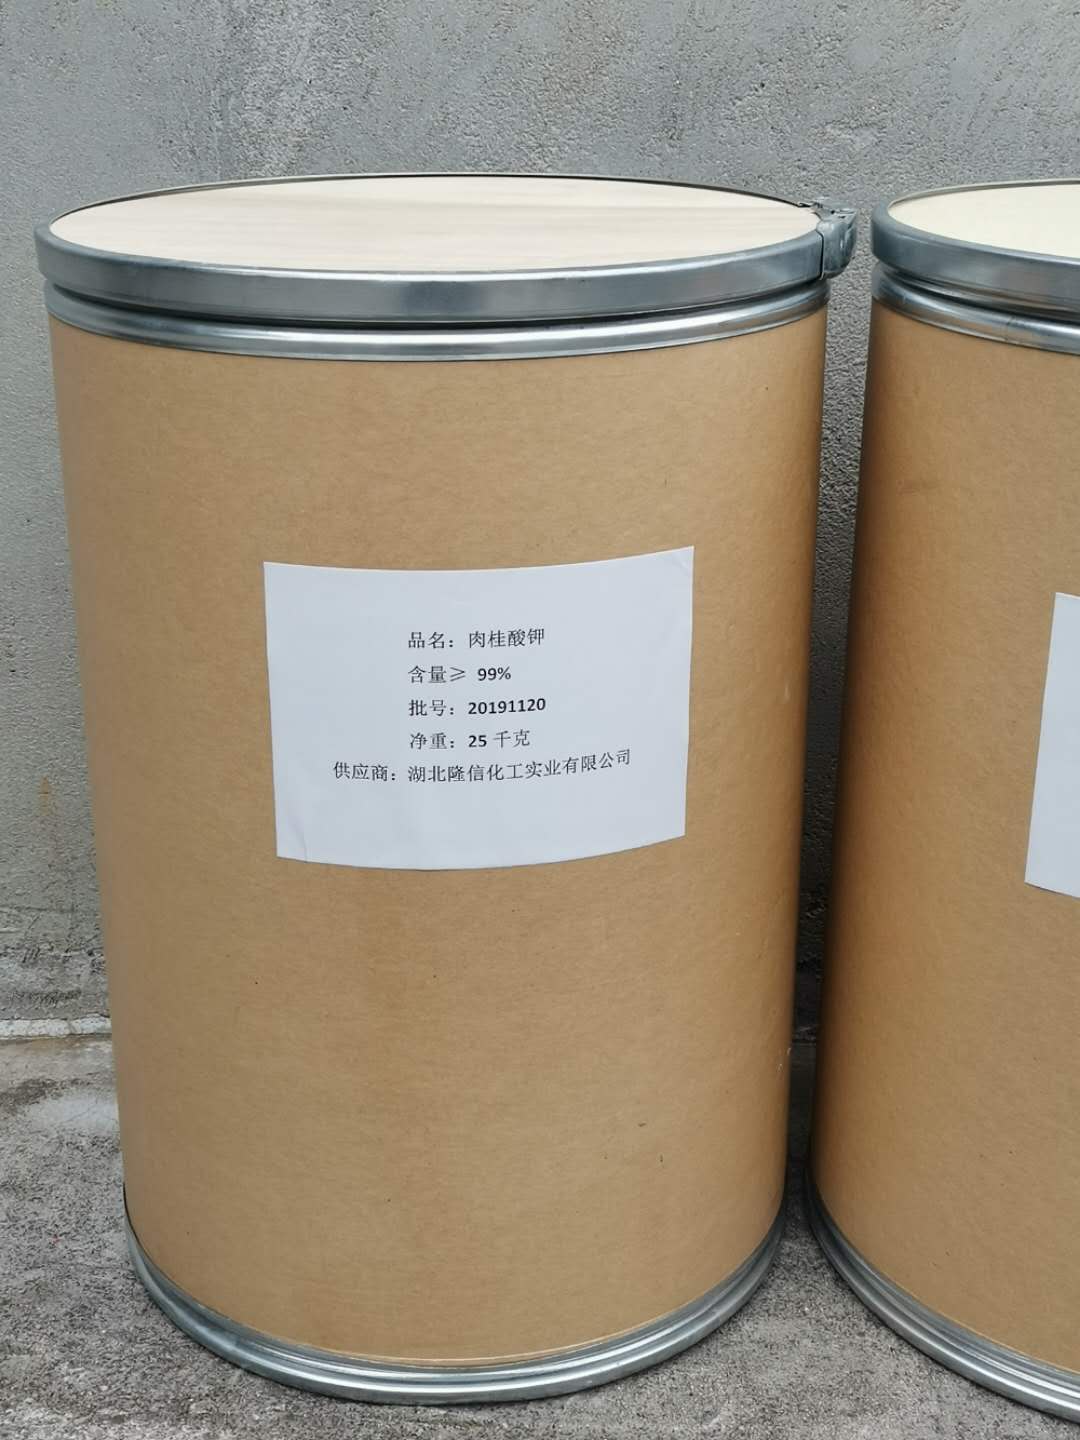 品名：肉桂酸钾
含量≥ 99%
批号：20191120
净重：25 千克
供应商：湖北隆信化工实业有限公司